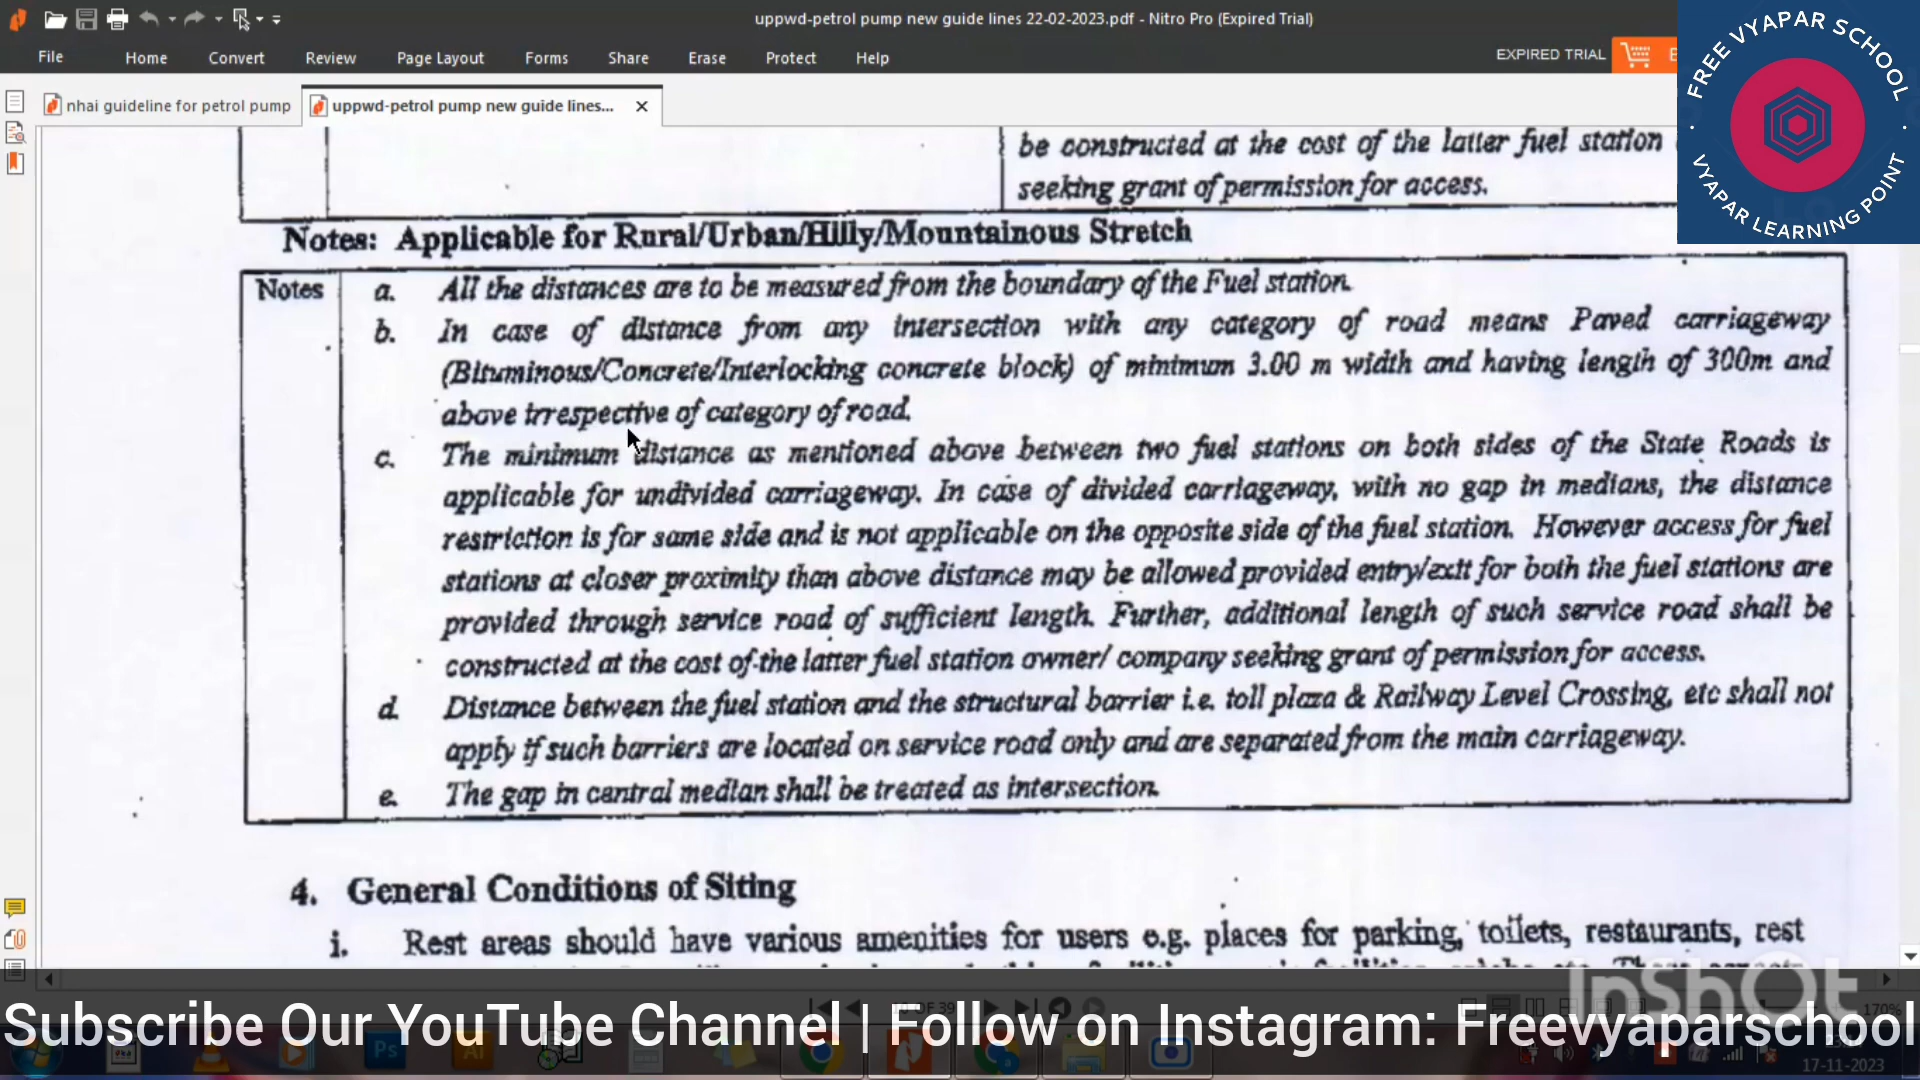 uppwd-petrol pump new guide lines 22-02-2023.pdf - Nitro Pro (Expired Trial)
File Home Convert Review Page Layout Forms Share Erase Protect Help
EXPIRED TRIAL
FREE VYAPAR SCHOOL
VYAPAR LEARNING POINT
nhai guideline for petrol pump
uppwd-petrol pump new guide lines...
be constructed at the cost of the latter fuel station
seeking grant of permission for access.
Notes: Applicable for Rural/Urban/Hilly/Mountainous Stretch
Notes
a. All the distances are to be measured from the boundary of the Fuel station.
b. In case of distance from any intersection with any category of road means Paved carriageway
(Bituminous/Concrete/Interlocking concrete block) of minimum 3.00 m width and having length of 300m and
above irrespective of category of road.
c. The minimum distance as mentioned above between two fuel stations on both sides of the State Roads is
applicable for undivided carriageway. In case of divided carriageway, with no gap in medians, the distance
restriction is for same side and is not applicable on the opposite side of the fuel station. However access for fuel
stations at closer proximity than above distance may be allowed provided entry/exit for both the fuel stations are
provided through service road of sufficient length. Further, additional length of such service road shall be
constructed at the cost of the latter fuel station owner/ company seeking grant of permission for access.
d. Distance between the fuel station and the structural barrier i.e. toll plaza & Railway Level Crossing, etc shall not
apply if such barriers are located on service road only and are separated from the main carriageway.
e. The gap in central median shall be treated as intersection.
4. General Conditions of Siting
i. Rest areas should have various amenities for users e.g. places for parking, toilets, restaurants, rest
InShOt
170%
Subscribe Our YouTube Channel | Follow on Instagram: Freevyaparschool
Ps
Ai
17-11-2023